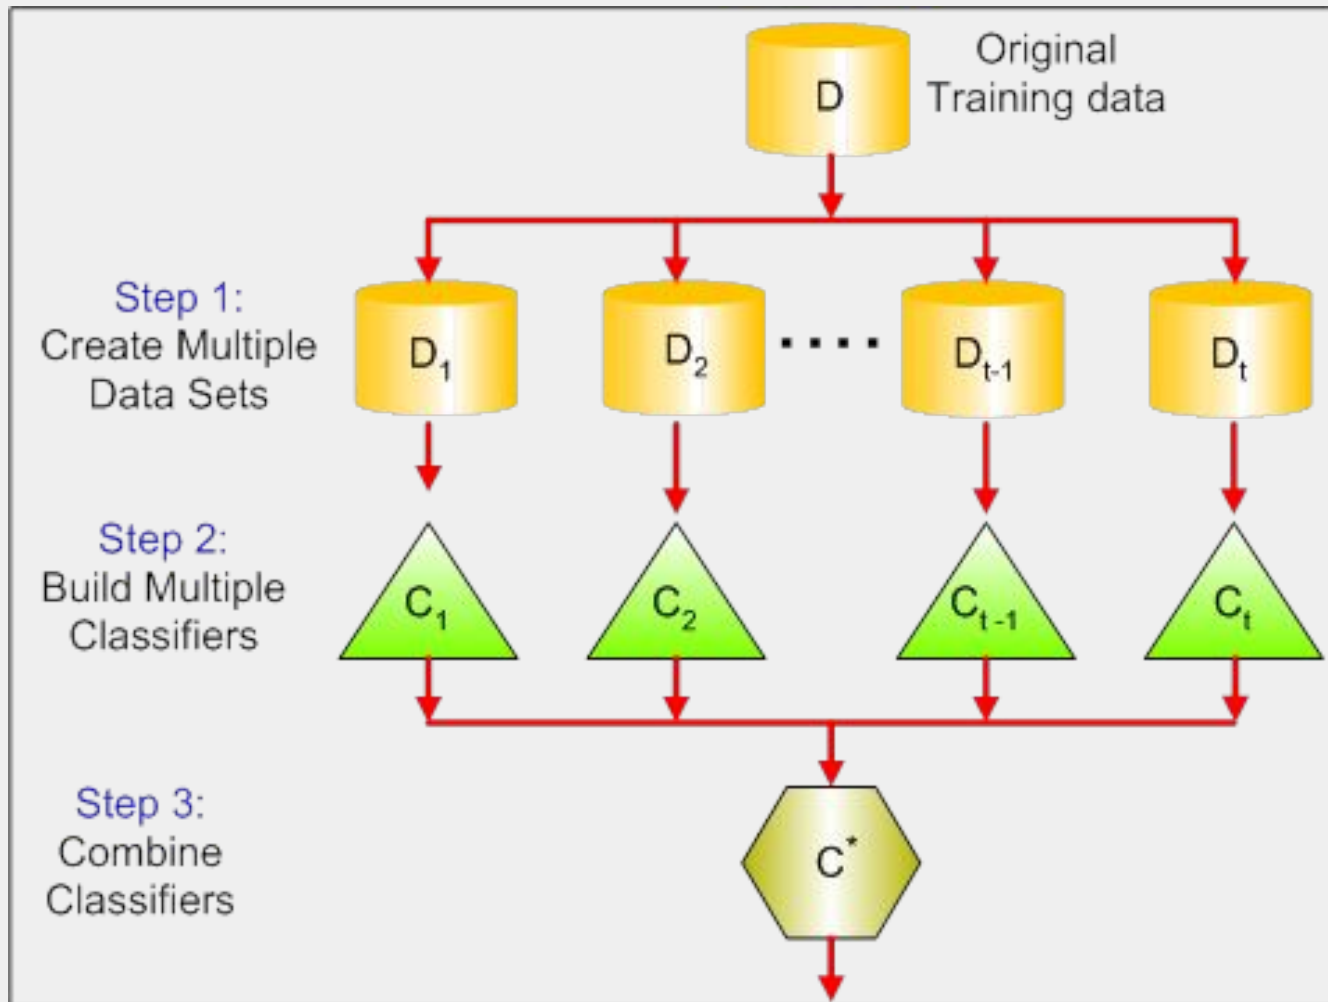 D
Original
Training data
Step 1:
Create Multiple
Data Sets
D₁
D₂
....
Dₜ₋₁
Dₜ
Step 2:
Build Multiple
Classifiers
C₁
C₂
Cₜ₋₁
Cₜ
Step 3:
Combine
Classifiers
C*